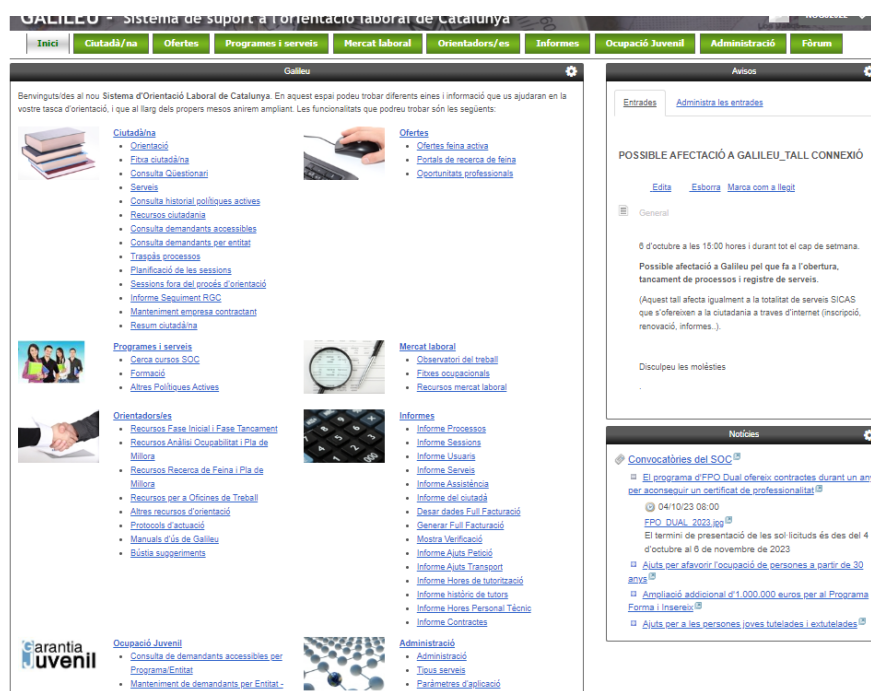 GALILEU - Sistema de suport a l'orientació laboral de Catalunya
Inici
Ciutadà/na
Ofertes
Programes i serveis
Mercat laboral
Orientadors/es
Informes
Ocupació Juvenil
Administració
Fòrum
Galileu
Benvinguts/des al nou Sistema d'Orientació Laboral de Catalunya. En aquest espai podeu trobar diferents eines i informació que us ajudaran en la
vostre tasca d'orientació, i que al llarg dels propers mesos anirem ampliant. Les funcionalitats que podreu trobar són les següents:
Ciutadà/na
Orientació
Fitxa ciutadà/na
Consulta Qüestionari
Serveis
Consulta historial polítiques actives
Recursos ciutadania
Consulta demandants accessibles
Consulta demandants per entitat
Traspàs processos
Planificació de les sessions
Sessions fora del procés d'orientació
Informe Seguiment RGC
Manteniment empresa contractant
Resum ciutadà/na
Ofertes
Ofertes feina activa
Portals de recerca de feina
Oportunitats professionals
Programes i serveis
Cerca cursos SOC
Formació
Altres Polítiques Actives
Mercat laboral
Observatori del treball
Fitxes ocupacionals
Recursos mercat laboral
Orientadors/es
Recursos Fase Inicial i Fase Tancament
Recursos Anàlisi Ocupabilitat i Pla de
Millora
Recursos Recerca de Feina i Pla de
Millora
Recursos per a Oficines de Treball
Altres recursos d'orientació
Protocols d'actuació
Manuals d'ús de Galileu
Bústia suggeriments
Informes
Informe Processos
Informe Sessions
Informe Usuaris
Informe Serveis
Informe Assistència
Informe del ciutadà
Desar dades Full Facturació
Generar Full Facturació
Mostra Verificació
Informe Ajuts Petició
Informe Ajuts Transport
Informe Hores de tutorització
Informe històric de tutors
Informe Hores Personal Tècnic
Informe Contractes
Garantia
Juvenil
Ocupació Juvenil
Consulta de demandants accessibles per
Programa/Entitat
Manteniment de demandants per Entitat -
Administració
Administració
Tipus serveis
Paràmetres d'aplicació
Avisos
Entrades
Administra les entrades
POSSIBLE AFECTACIÓ A GALILEU_TALL CONNEXIÓ
Edita Esborra Marca com a llegit
General
6 d'octubre a les 15:00 hores i durant tot el cap de setmana.
Possible afectació a Galileu pel que fa a l'obertura,
tancament de processos i registre de serveis.
(Aquest tall afecta igualment a la totalitat de serveis SICAS
que s'ofereixen a la ciutadania a traves d'internet (inscripció,
renovació, informes..).
Disculpeu les molésties
.
Notícies
Convocatòries del SOC
El programa d'FPO Dual ofereix contractes durant un any
per aconseguir un certificat de professionalitat
04/10/23 08:00
FPO_DUAL_2023.jpg
El termini de presentació de les sol·licituds és des del 4
d'octubre al 6 de novembre de 2023
Ajuts per afavorir l'ocupació de persones a partir de 30
anys
Ampliació addicional d'1.000.000 euros per al Programa
Forma i Insereix
Ajuts per a les persones joves tutelades i extutelades